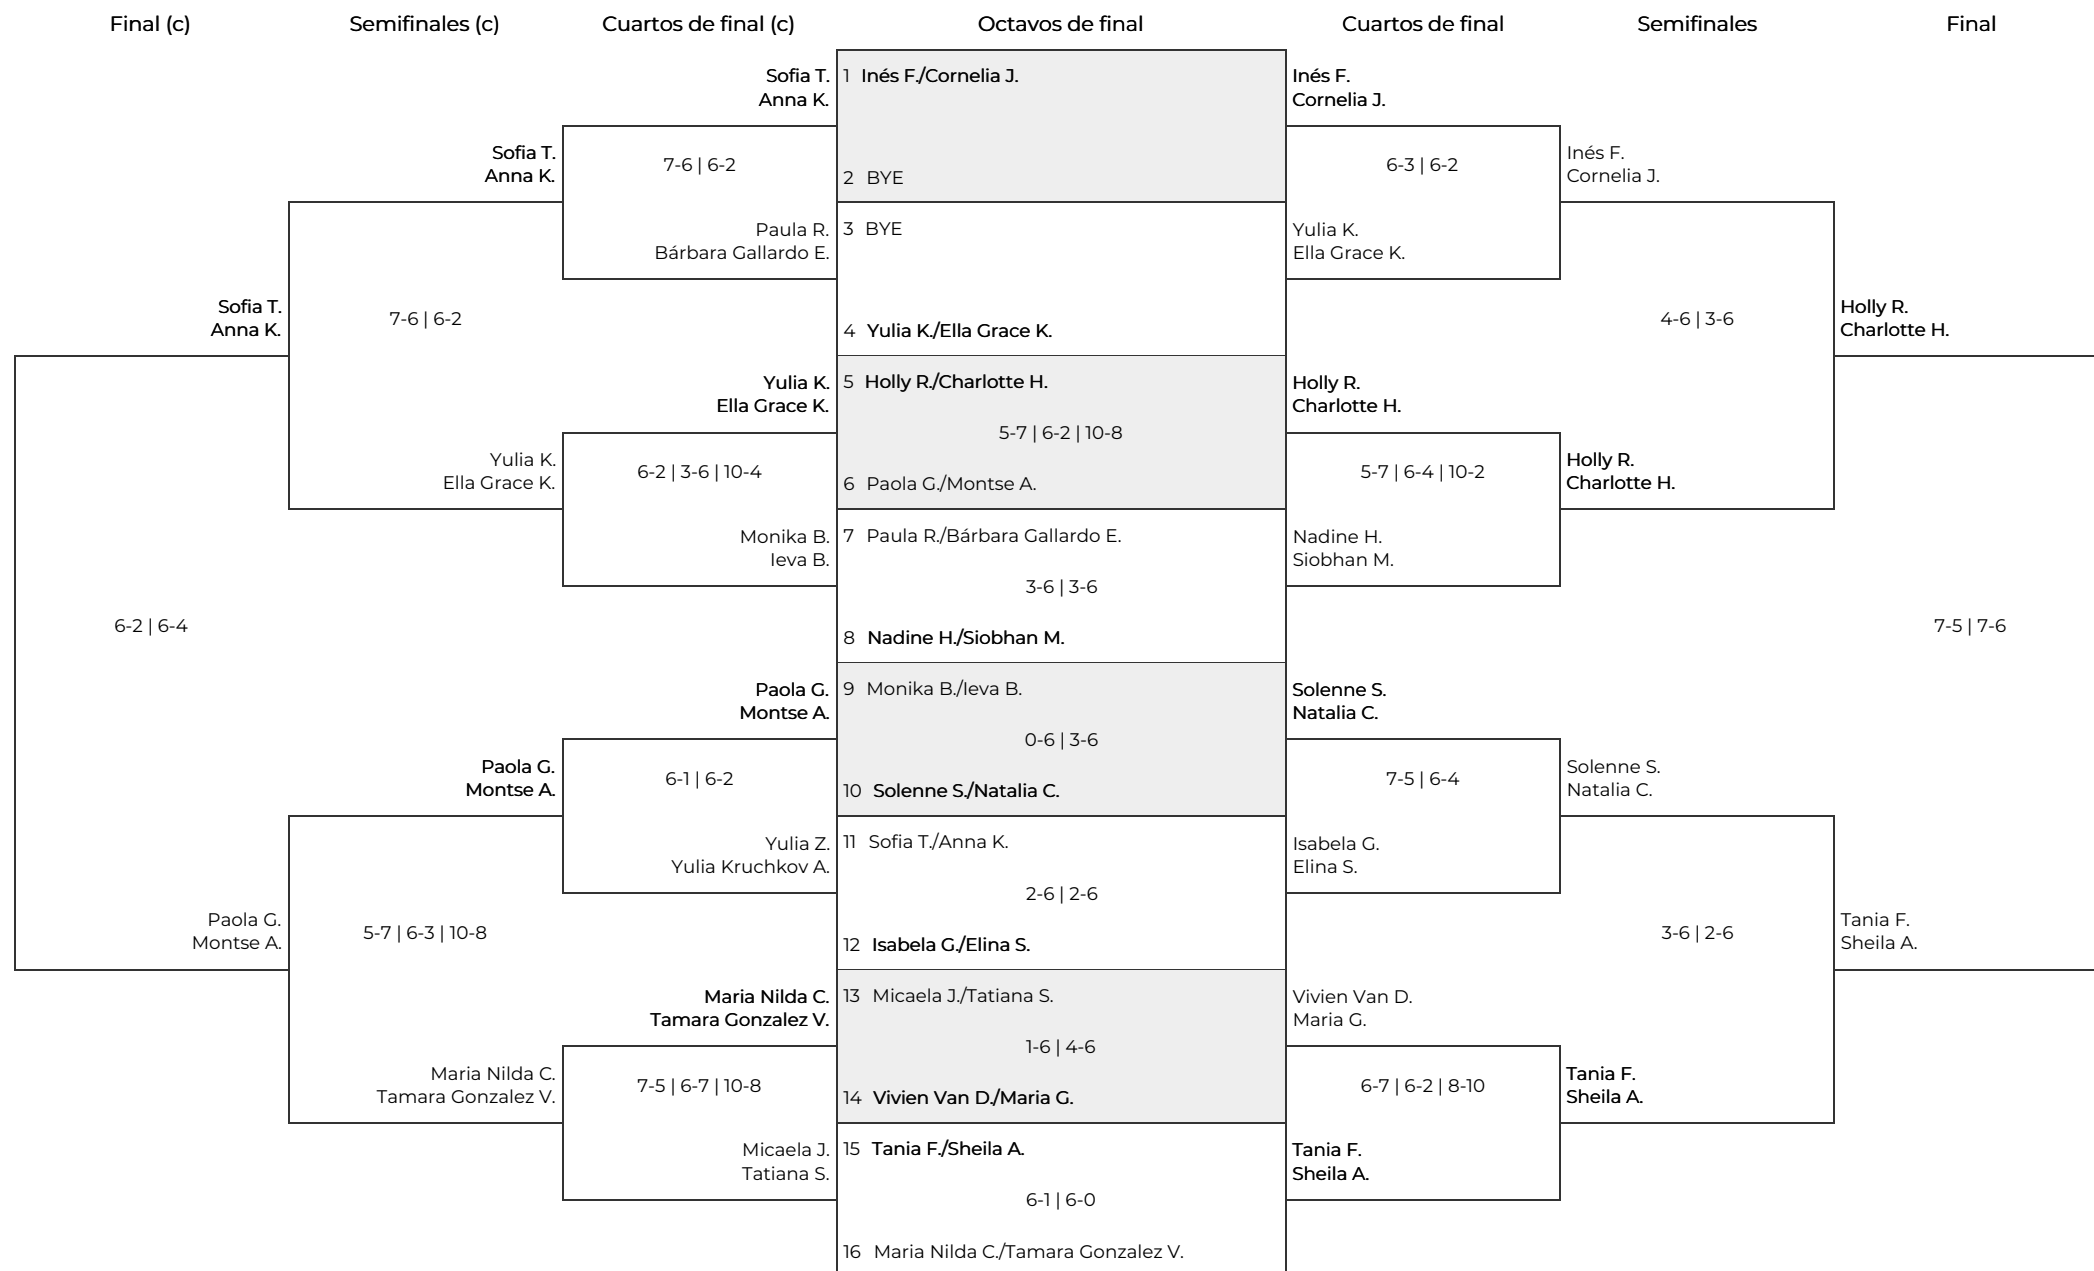 Final (c)
Semifinales (c)
Cuartos de final (c)
Octavos de final
Cuartos de final
Semifinales
Final
Sofia T.
Anna K.
6-2 | 6-4
Paola G.
Montse A.
Sofia T.
Anna K.
7-6 | 6-2
Yulia K.
Ella Grace K.
Paola G.
Montse A.
5-7 | 6-3 | 10-8
Maria Nilda C.
Tamara Gonzalez V.
Sofia T.
Anna K.
7-6 | 6-2
Paula R.
Bárbara Gallardo E.
Yulia K.
Ella Grace K.
6-2 | 3-6 | 10-4
Monika B.
Ieva B.
Paola G.
Montse A.
6-1 | 6-2
Yulia Z.
Yulia Kruchkov A.
Maria Nilda C.
Tamara Gonzalez V.
7-5 | 6-7 | 10-8
Micaela J.
Tatiana S.
1 Inés F./Cornelia J.
2 BYE
3 BYE
4 Yulia K./Ella Grace K.
5 Holly R./Charlotte H.
5-7 | 6-2 | 10-8
6 Paola G./Montse A.
7 Paula R./Bárbara Gallardo E.
3-6 | 3-6
8 Nadine H./Siobhan M.
9 Monika B./Ieva B.
0-6 | 3-6
10 Solenne S./Natalia C.
11 Sofia T./Anna K.
2-6 | 2-6
12 Isabela G./Elina S.
13 Micaela J./Tatiana S.
1-6 | 4-6
14 Vivien Van D./Maria G.
15 Tania F./Sheila A.
6-1 | 6-0
16 Maria Nilda C./Tamara Gonzalez V.
Inés F.
Cornelia J.
6-3 | 6-2
Yulia K.
Ella Grace K.
Holly R.
Charlotte H.
5-7 | 6-4 | 10-2
Nadine H.
Siobhan M.
Solenne S.
Natalia C.
7-5 | 6-4
Isabela G.
Elina S.
Vivien Van D.
Maria G.
6-7 | 6-2 | 8-10
Tania F.
Sheila A.
Inés F.
Cornelia J.
4-6 | 3-6
Holly R.
Charlotte H.
Solenne S.
Natalia C.
3-6 | 2-6
Tania F.
Sheila A.
Holly R.
Charlotte H.
7-5 | 7-6
Tania F.
Sheila A.